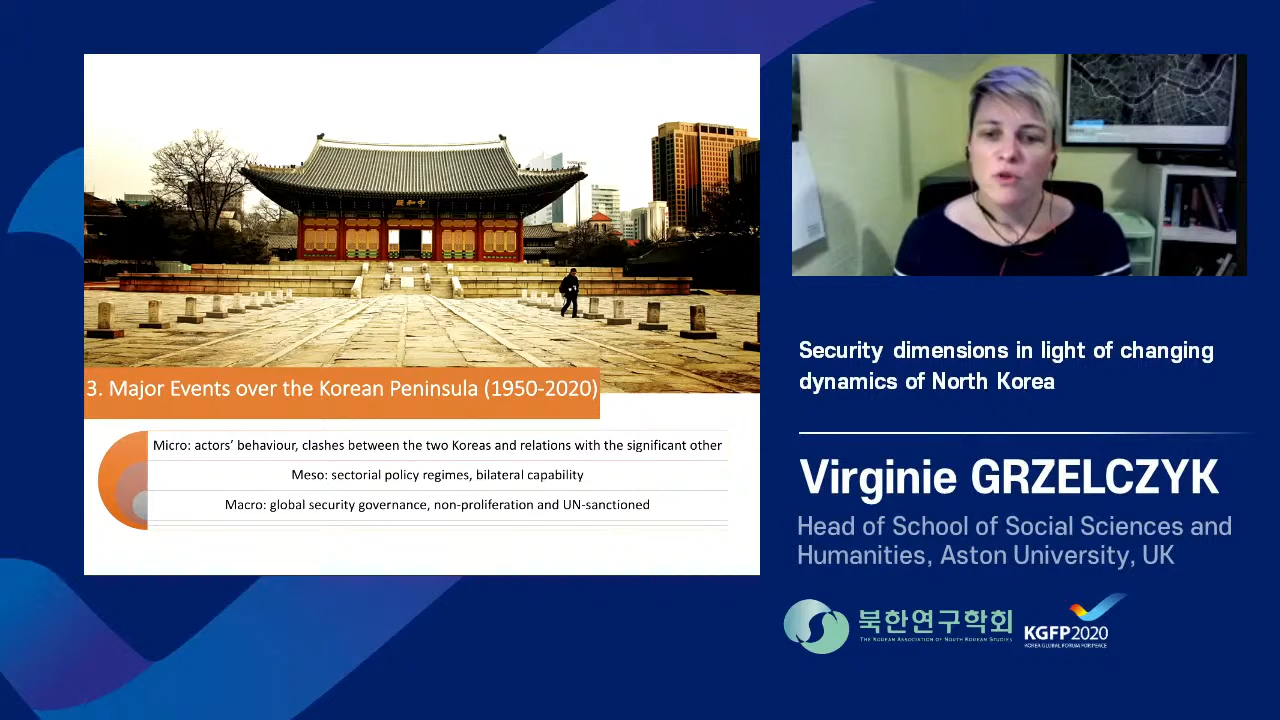 中和殿
3. Major Events over the Korean Peninsula (1950-2020)
Micro: actors' behaviour, clashes between the two Koreas and relations with the significant other
Meso: sectorial policy regimes, bilateral capability
Macro: global security governance, non-proliferation and UN-sanctioned
Security dimensions in light of changing
dynamics of North Korea
Virginie GRZELCZYK
Head of School of Social Sciences and
Humanities, Aston University, UK
북한연구학회
THE KOREAN ASSOCIATION OF NORTH KOREAN STUDIES
KGFP2020
KOREA GLOBAL FORUM FOR PEACE